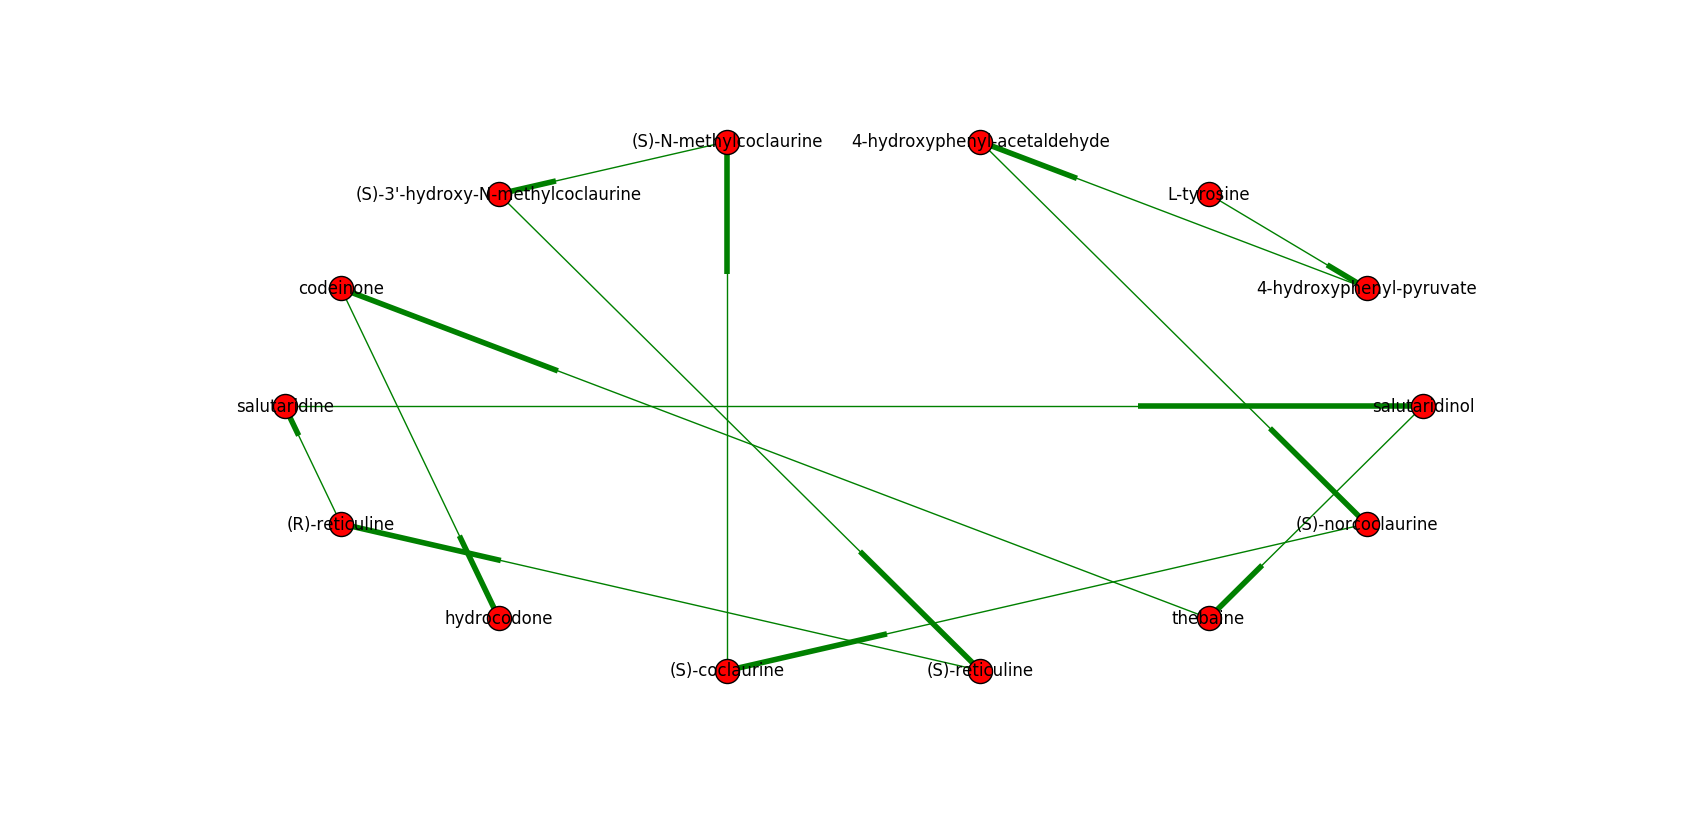 (S)-N-methylcoclaurine
4-hydroxyphenyl-acetaldehyde
(S)-3'-hydroxy-N-methylcoclaurine
L-tyrosine
codeinone
4-hydroxyphenyl-pyruvate
salutaridine
salutaridinol
(R)-reticuline
(S)-norcoclaurine
hydrocodone
thebaine
(S)-coclaurine
(S)-reticuline